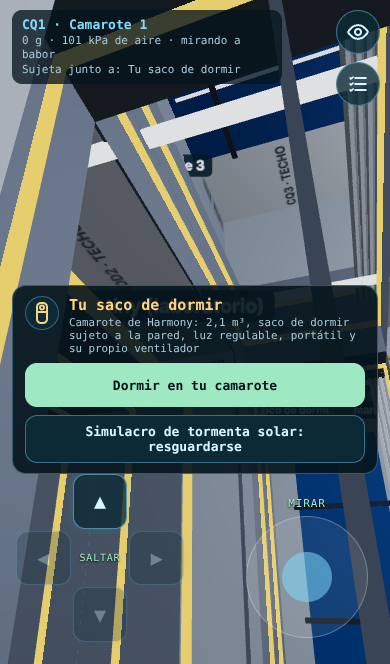 CQ1 · Camarote 1
0 g · 101 kPa de aire · mirando a
babor
Sujeta junto a: Tu saco de dormir
e 3
CQ3·TECHO
CQ2·TECHO
Tu saco de dormir
Camarote de Harmony: 2,1 m³, saco de dormir
sujeto a la pared, luz regulable, portátil y
su propio ventilador
Dormir en tu camarote
Simulacro de tormenta solar:
resguardarse
MIRAR
SALTAR